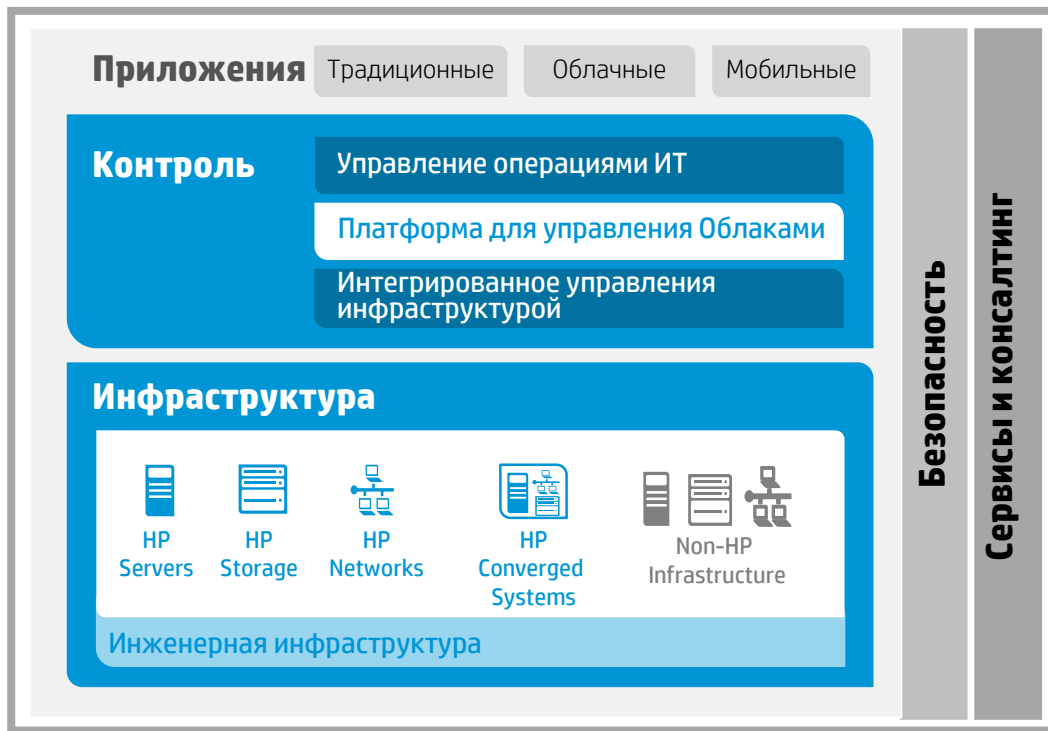 Приложения
Традиционные
Облачные
Мобильные
Контроль
Управление операциями ИТ
Платформа для управления Облаками
Интегрированное управления
инфраструктурой
Инфраструктура
HP
Servers
HP
Storage
HP
Networks
HP
Converged
Systems
Non-HP
Infrastructure
Инженерная инфраструктура
Безопасность
Сервисы и консалтинг